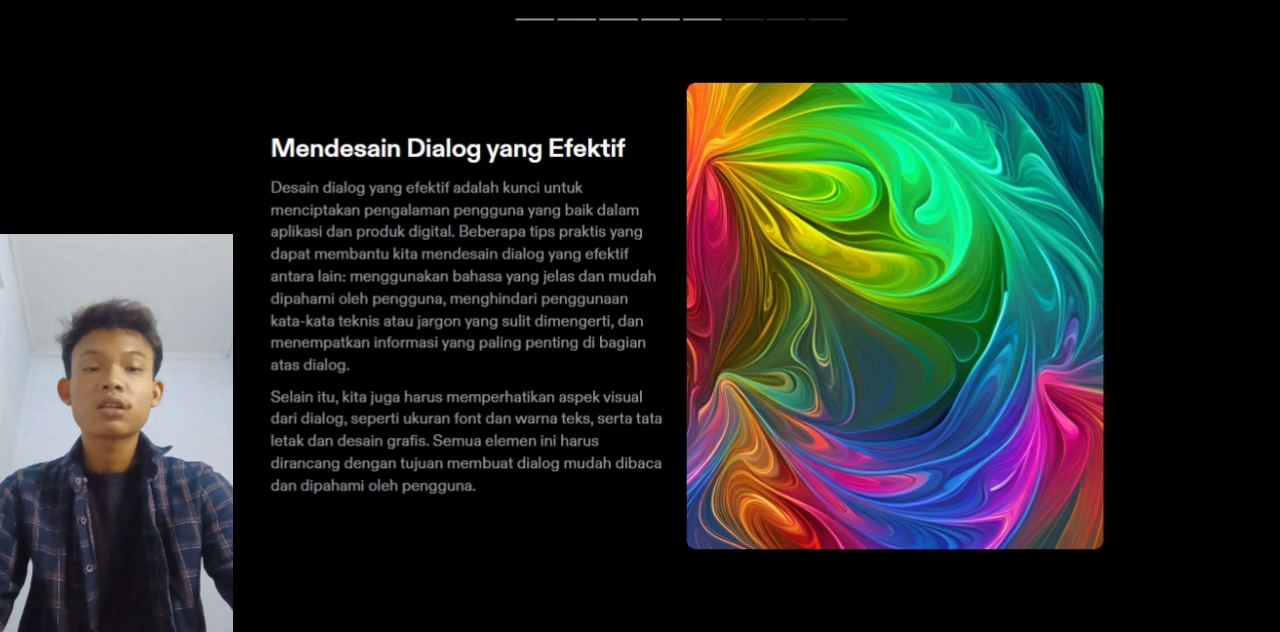 Mendesain Dialog yang Efektif
Desain dialog yang efektif adalah kunci untuk
menciptakan pengalaman pengguna yang baik dalam
aplikasi dan produk digital. Beberapa tips praktis yang
dapat membantu kita mendesain dialog yang efektif
antara lain: menggunakan bahasa yang jelas dan mudah
dipahami oleh pengguna, menghindari penggunaan
kata-kata teknis atau jargon yang sulit dimengerti, dan
menempatkan informasi yang paling penting di bagian
atas dialog.
Selain itu, kita juga harus memperhatikan aspek visual
dari dialog, seperti ukuran font dan warna teks, serta tata
letak dan desain grafis. Semua elemen ini harus
dirancang dengan tujuan membuat dialog mudah dibaca
dan dipahami oleh pengguna.